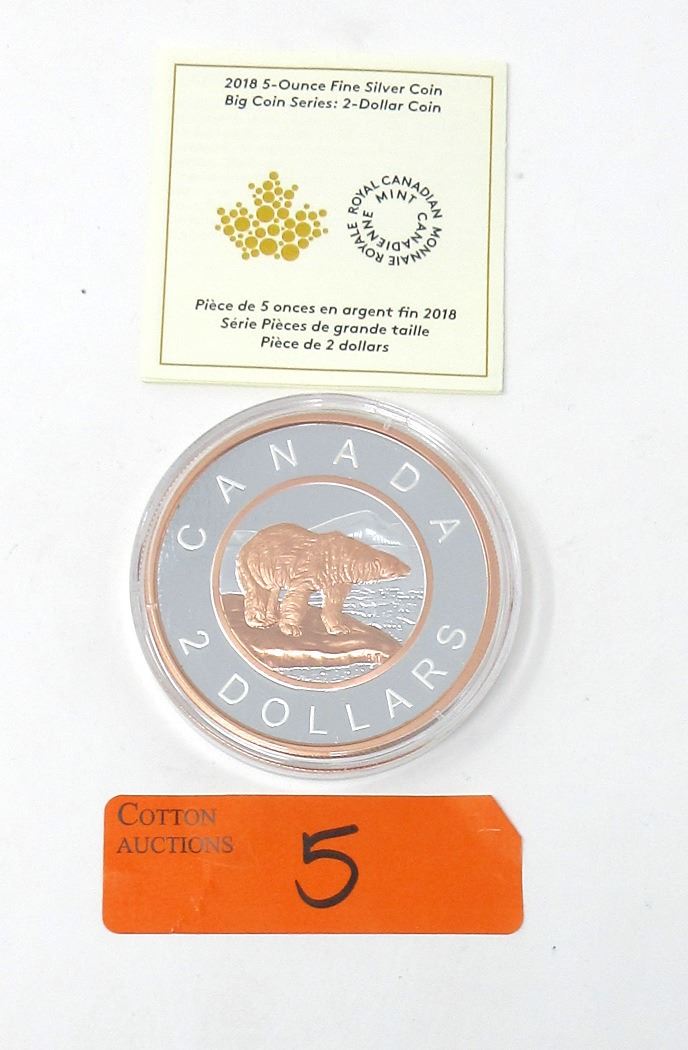 2018 5-Ounce Fine Silver Coin
Big Coin Series: 2-Dollar Coin
ROYAL CANADIAN MINT
MONNAIE ROYALE CANADIENNE
Pièce de 5 onces en argent fin 2018
Série Pièces de grande taille
Pièce de 2 dollars
CANADA
2 DOLLARS
COTTON
AUCTIONS
5